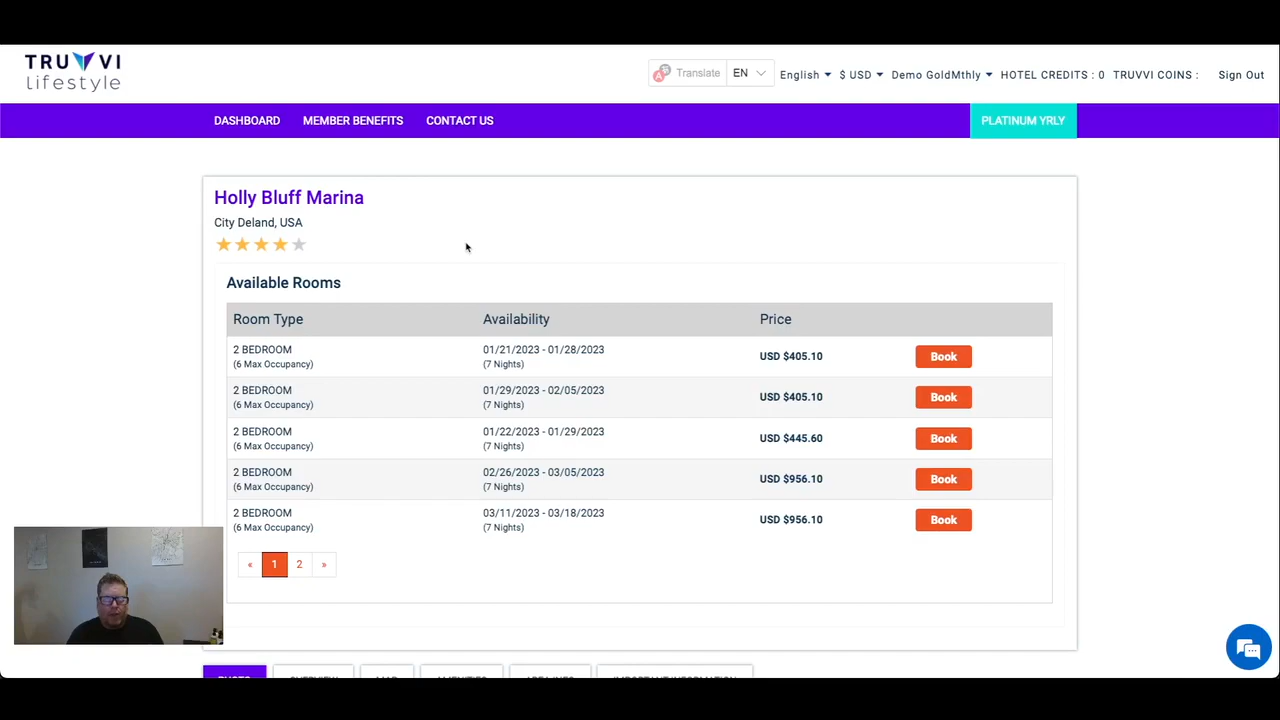 TRUVVI
Lifestyle
Translate
EN
English
$ USD
Demo GoldMthly
HOTEL CREDITS : 0
TRUVVI COINS :
Sign Out
DASHBOARD
MEMBER BENEFITS
CONTACT US
PLATINUM YRLY
Holly Bluff Marina
City Deland, USA
Available Rooms
Room Type
Availability
Price
2 BEDROOM
(6 Max Occupancy)
01/21/2023 - 01/28/2023
(7 Nights)
USD $405.10
Book
2 BEDROOM
(6 Max Occupancy)
01/29/2023 - 02/05/2023
(7 Nights)
USD $405.10
Book
2 BEDROOM
(6 Max Occupancy)
01/22/2023 - 01/29/2023
(7 Nights)
USD $445.60
Book
2 BEDROOM
(6 Max Occupancy)
02/26/2023 - 03/05/2023
(7 Nights)
USD $956.10
Book
2 BEDROOM
(6 Max Occupancy)
03/11/2023 - 03/18/2023
(7 Nights)
USD $956.10
Book
« 1 2 »